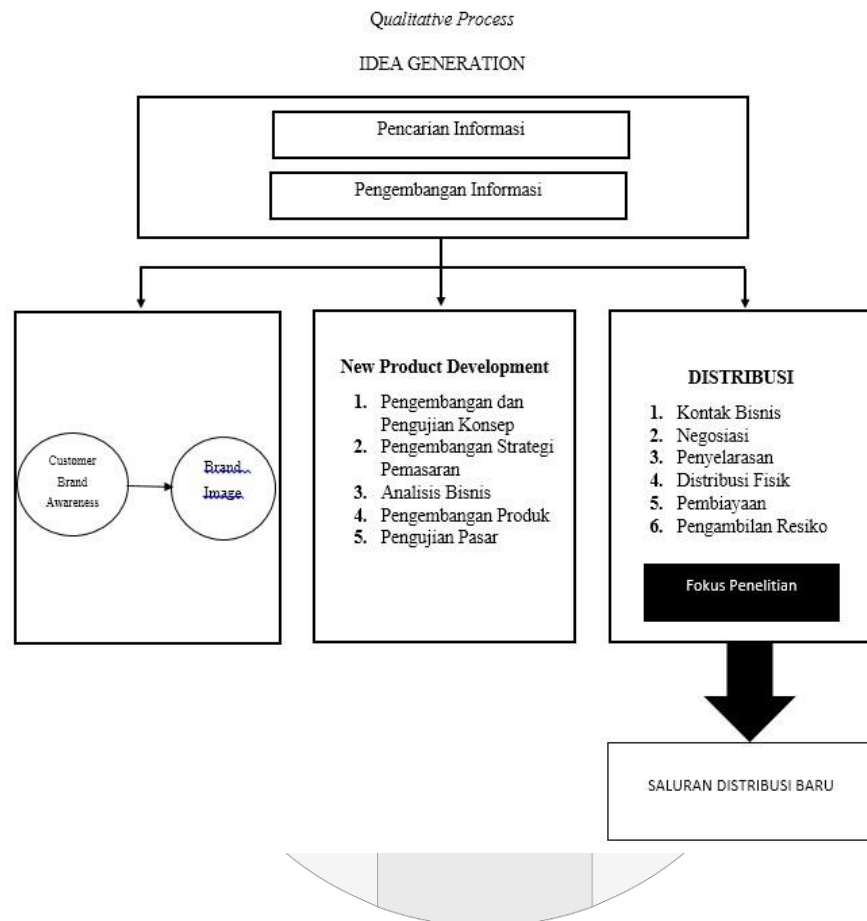 Qualitative Process
IDEA GENERATION
Pencarian Informasi
Pengembangan Informasi
Customer
Brand
Awareness
Brand
Image
New Product Development
1. Pengembangan dan
Pengujian Konsep
2. Pengembangan Strategi
Pemasaran
3. Analisis Bisnis
4. Pengembangan Produk
5. Pengujian Pasar
DISTRIBUSI
1. Kontak Bisnis
2. Negosiasi
3. Penyelarasan
4. Distribusi Fisik
5. Pembiayaan
6. Pengambilan Resiko
Fokus Penelitian
SALURAN DISTRIBUSI BARU